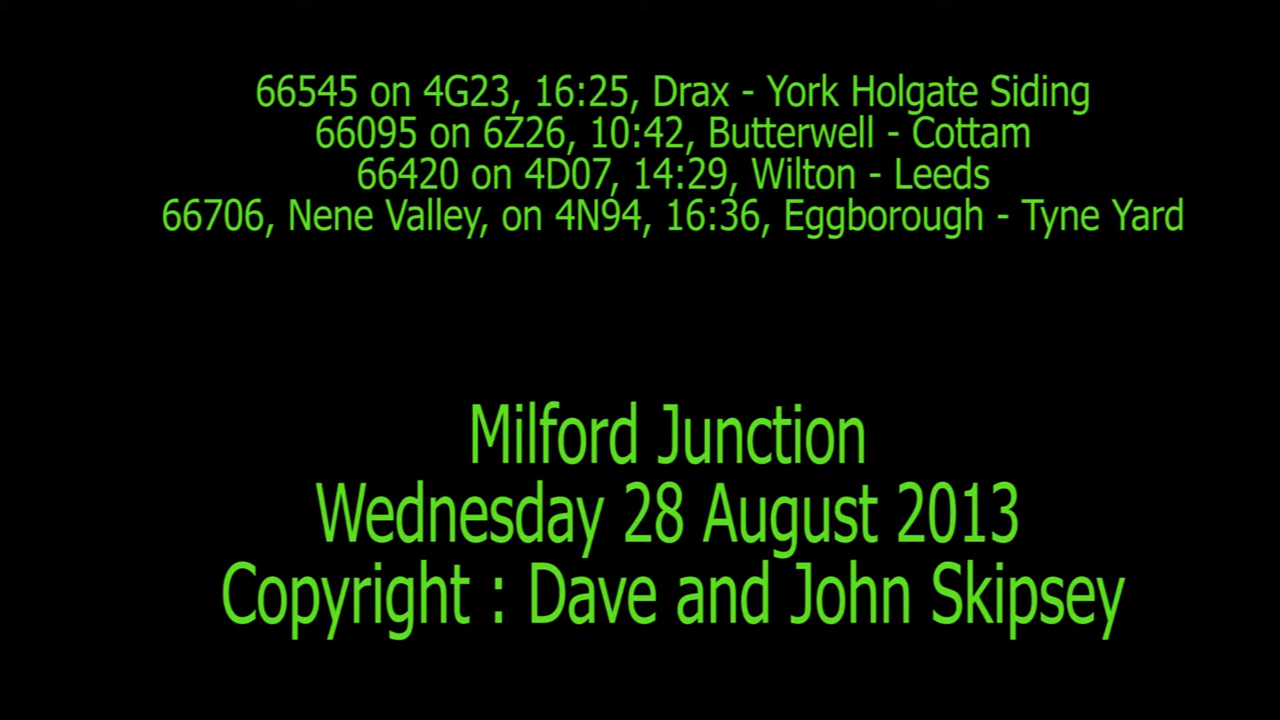 66545 on 4G23, 16:25, Drax - York Holgate Siding
66095 on 6Z26, 10:42, Butterwell - Cottam
66420 on 4D07, 14:29, Wilton - Leeds
66706, Nene Valley, on 4N94, 16:36, Eggborough - Tyne Yard
Milford Junction
Wednesday 28 August 2013
Copyright : Dave and John Skipsey